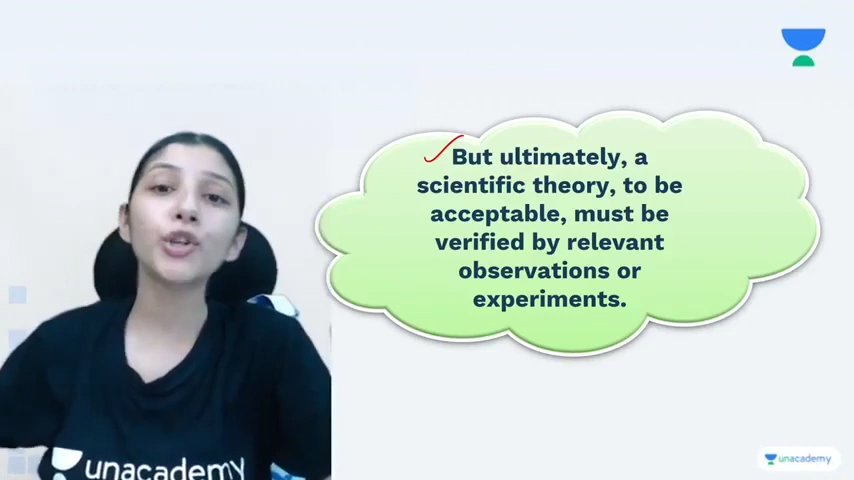 But ultimately, a
scientific theory, to be
acceptable, must be
verified by relevant
observations or
experiments.
unacademy
unacademy